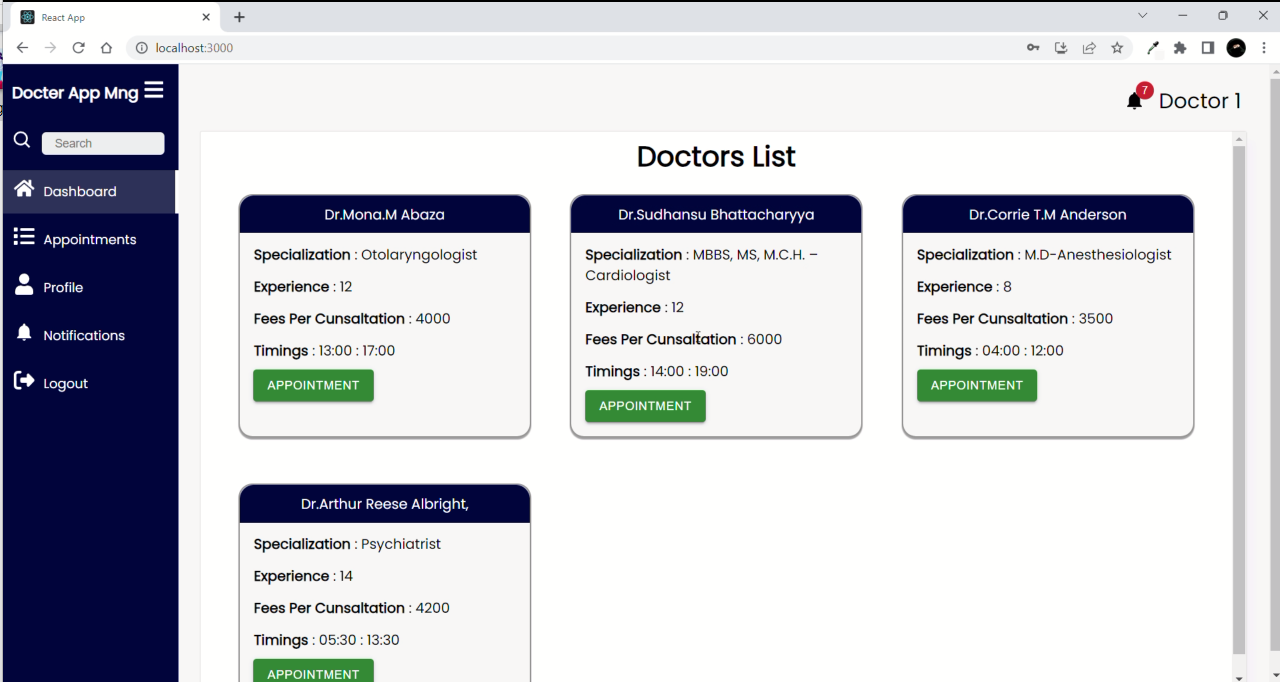 React App
localhost:3000
Docter App Mng
Search
Dashboard
Appointments
Profile
Notifications
Logout
7
Doctor 1
Doctors List
Dr.Mona.M Abaza
Specialization : Otolaryngologist
Experience : 12
Fees Per Cunsaltation : 4000
Timings : 13:00 : 17:00
APPOINTMENT
Dr.Sudhansu Bhattacharyya
Specialization : MBBS, MS, M.C.H. –
Cardiologist
Experience : 12
Fees Per Cunsaltation : 6000
Timings : 14:00 : 19:00
APPOINTMENT
Dr.Corrie T.M Anderson
Specialization : M.D-Anesthesiologist
Experience : 8
Fees Per Cunsaltation : 3500
Timings : 04:00 : 12:00
APPOINTMENT
Dr.Arthur Reese Albright,
Specialization : Psychiatrist
Experience : 14
Fees Per Cunsaltation : 4200
Timings : 05:30 : 13:30
APPOINTMENT